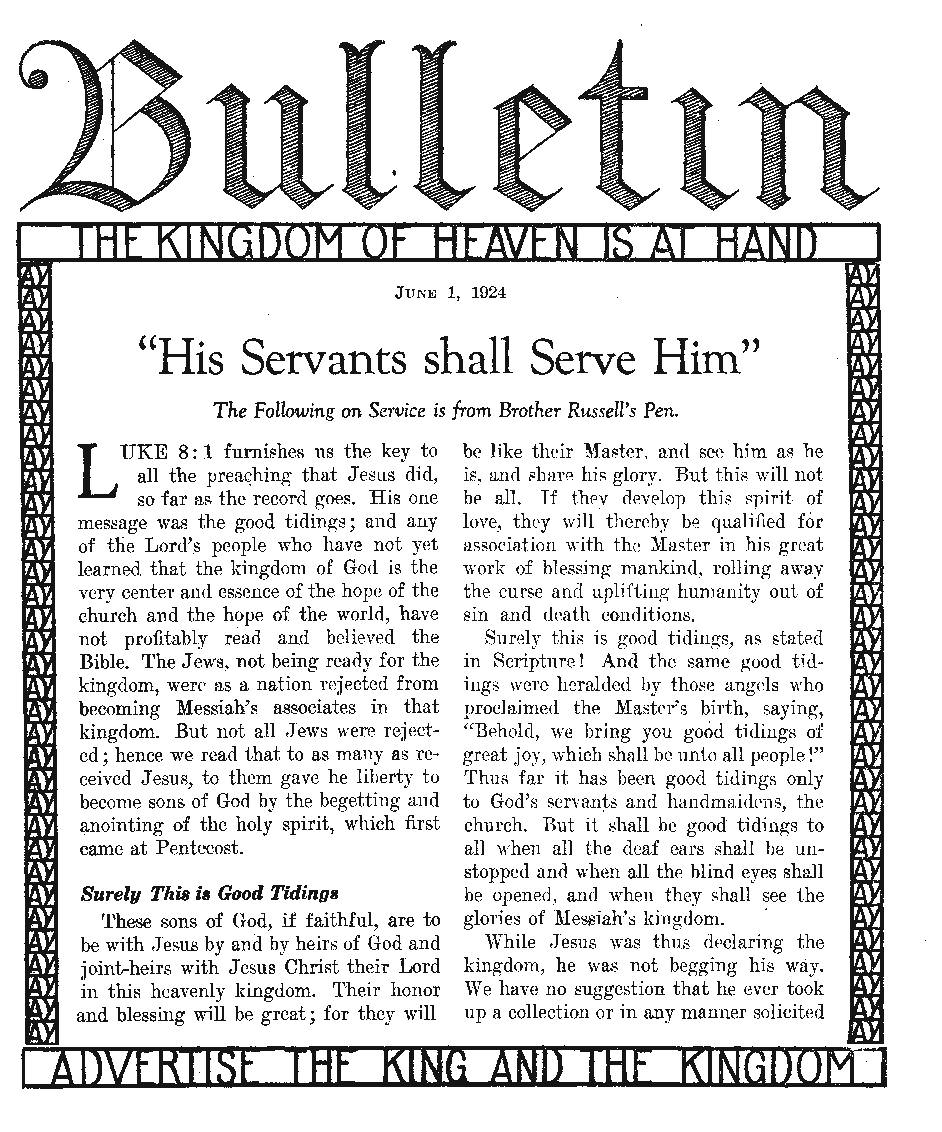 Bulletin
THE KINGDOM OF HEAVEN IS AT HAND
JUNE 1, 1924
"His Servants shall Serve Him"
The Following on Service is from Brother Russell's Pen.
LUKE 8:1 furnishes us the key to
all the preaching that Jesus did,
so far as the record goes. His one
message was the good tidings; and any
of the Lord's people who have not yet
learned that the kingdom of God is the
very center and essence of the hope of the
church and the hope of the world, have
not profitably read and believed the
Bible. The Jews, not being ready for the
kingdom, were as a nation rejected from
becoming Messiah's associates in that
kingdom. But not all Jews were reject-
ed; hence we read that to as many as re-
ceived Jesus, to them gave he liberty to
become sons of God by the begetting and
anointing of the holy spirit, which first
came at Pentecost.
Surely This is Good Tidings
These sons of God, if faithful, are to
be with Jesus by and by heirs of God and
joint-heirs with Jesus Christ their Lord
in this heavenly kingdom. Their honor
and blessing will be great; for they will
be like their Master, and see him as he
is, and share his glory. But this will not
be all. If they develop this spirit of
love, they will thereby be qualified for
association with the Master in his great
work of blessing mankind, rolling away
the curse and uplifting humanity out of
sin and death conditions.
Surely this is good tidings, as stated
in Scripture! And the same good tid-
ings were heralded by those angels who
proclaimed the Master's birth, saying,
"Behold, we bring you good tidings of
great joy, which shall be unto all people!"
Thus far it has been good tidings only
to God's servants and handmaidens, the
church. But it shall be good tidings to
all when all the deaf ears shall be un-
stopped and when all the blind eyes shall
be opened, and when they shall see the
glories of Messiah's kingdom.
While Jesus was thus declaring the
kingdom, he was not begging his way.
We have no suggestion that he ever took
up a collection or in any manner solicited
ADVERTISE THE KING AND THE KINGDOM